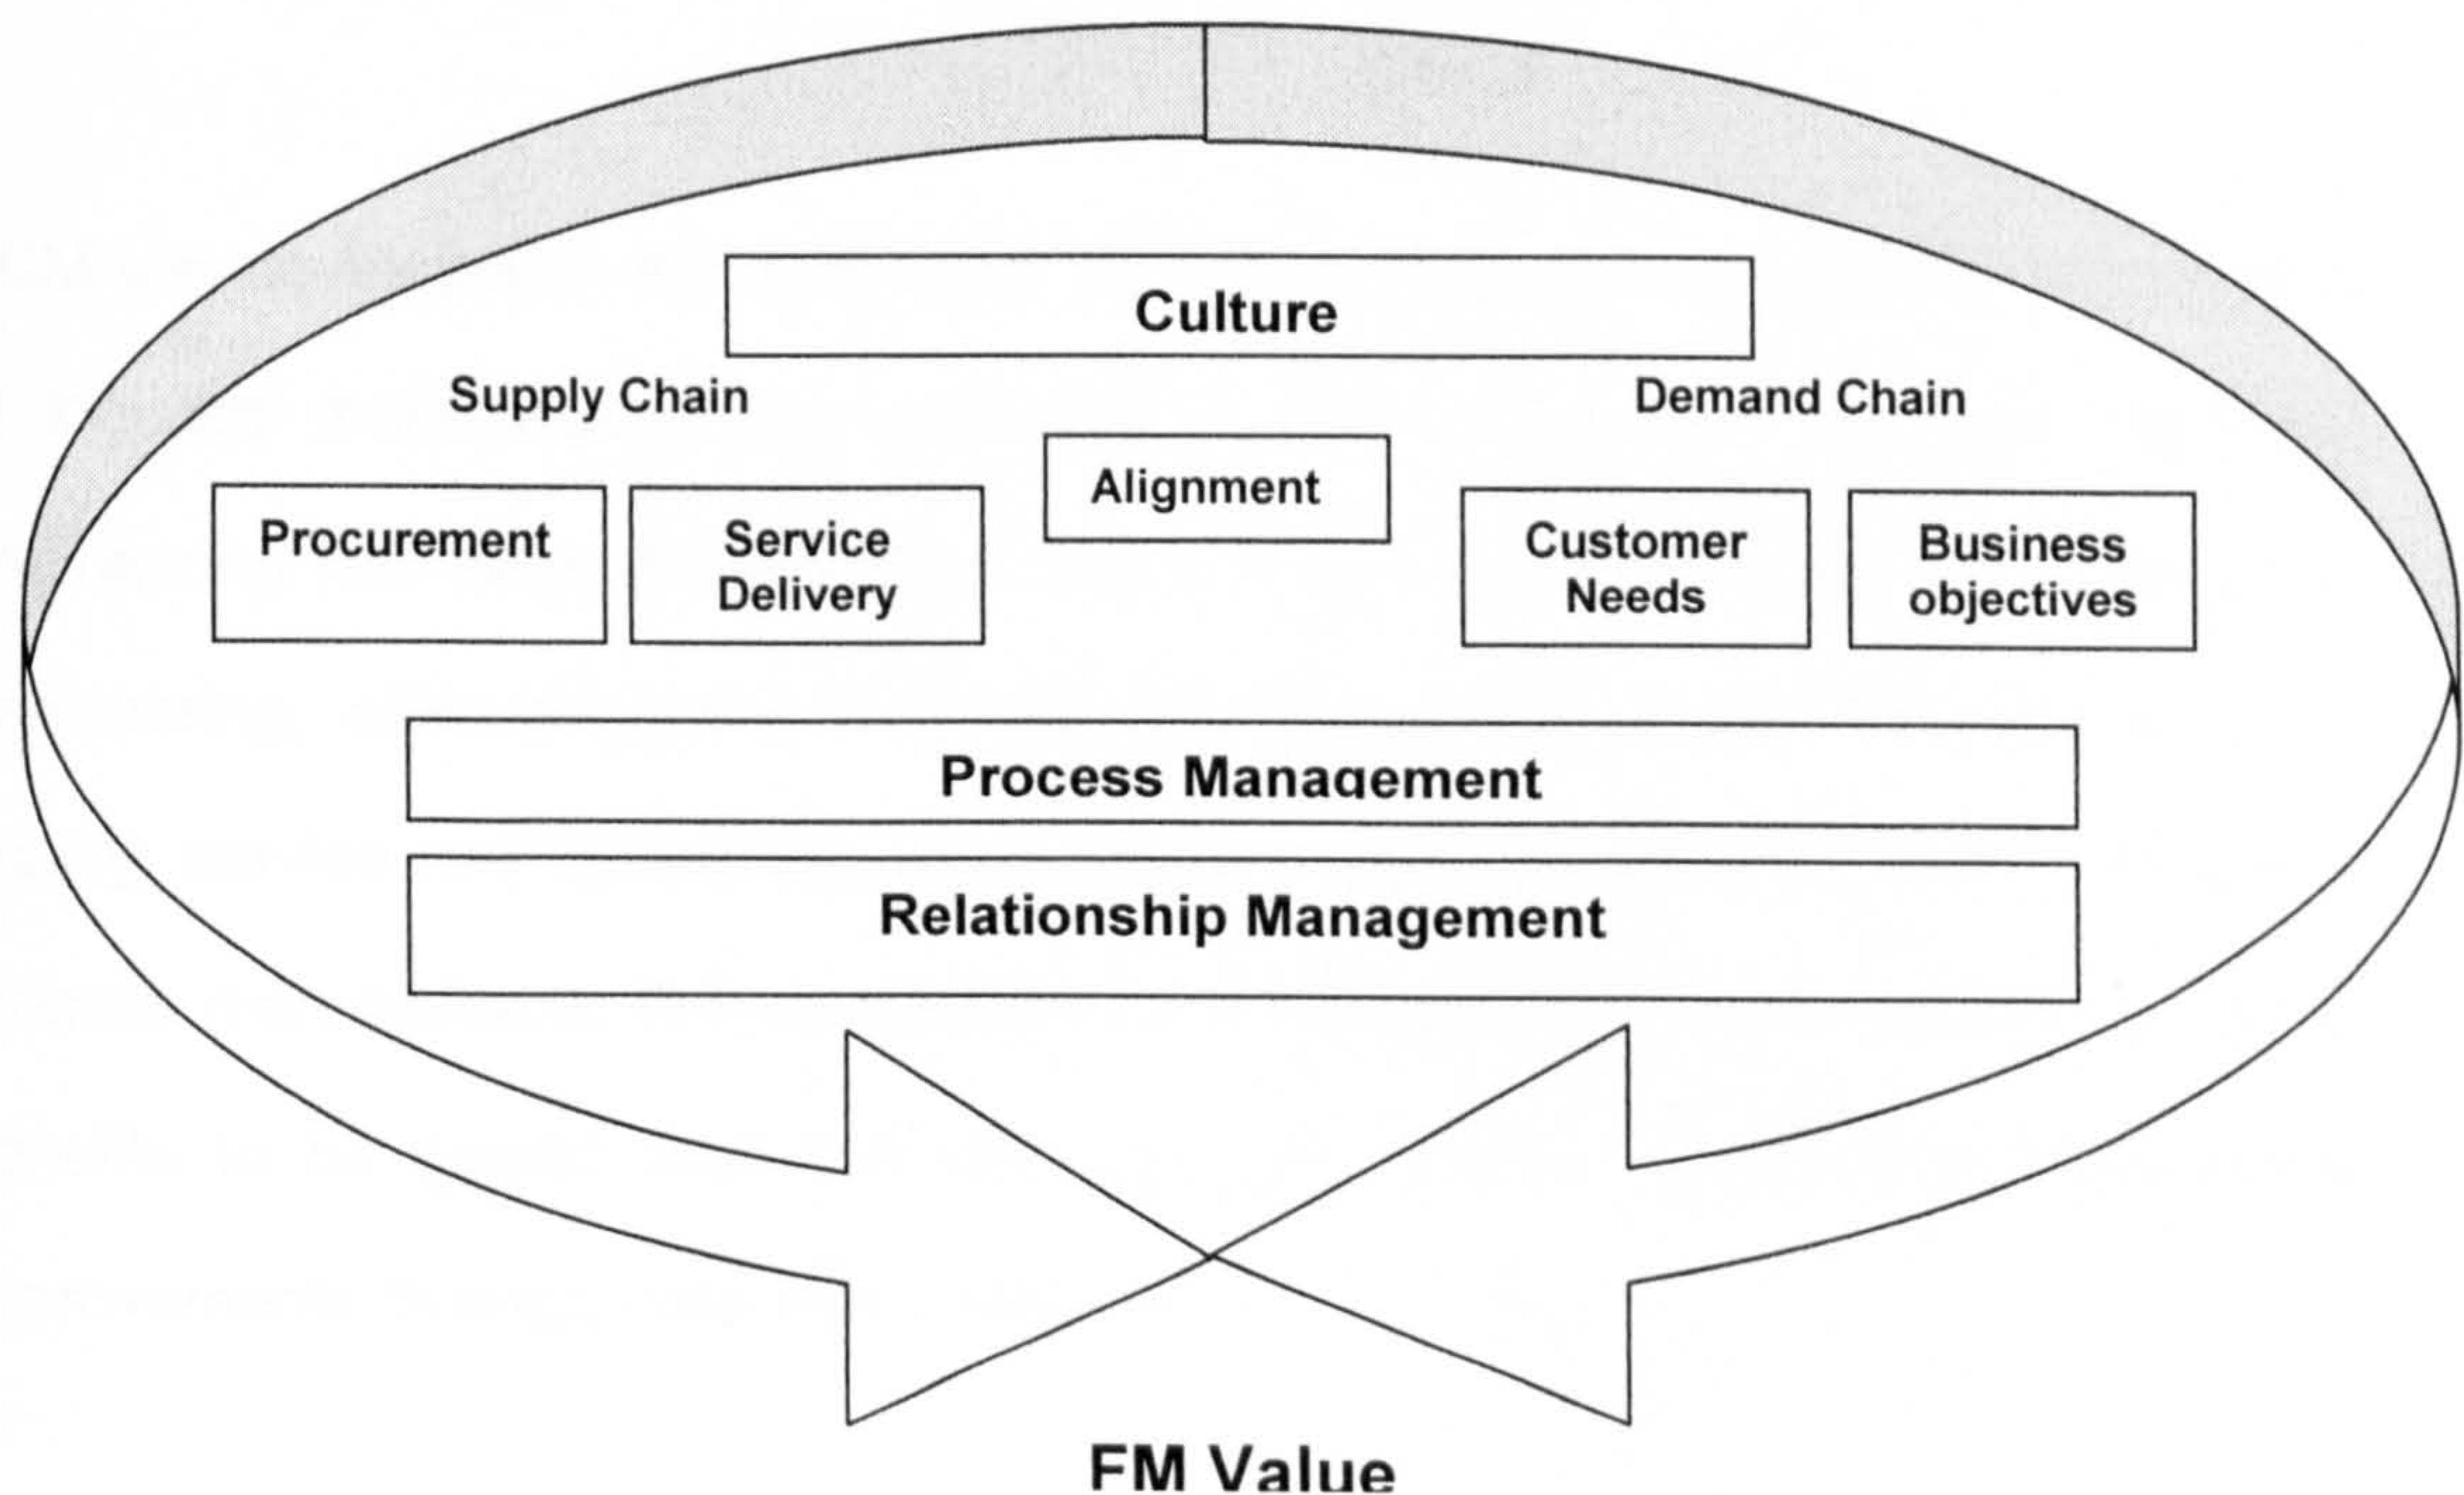 Culture
Supply Chain
Demand Chain
Alignment
Procurement
Service
Delivery
Customer
Needs
Business
objectives
Process Management
Relationship Management
FM Value